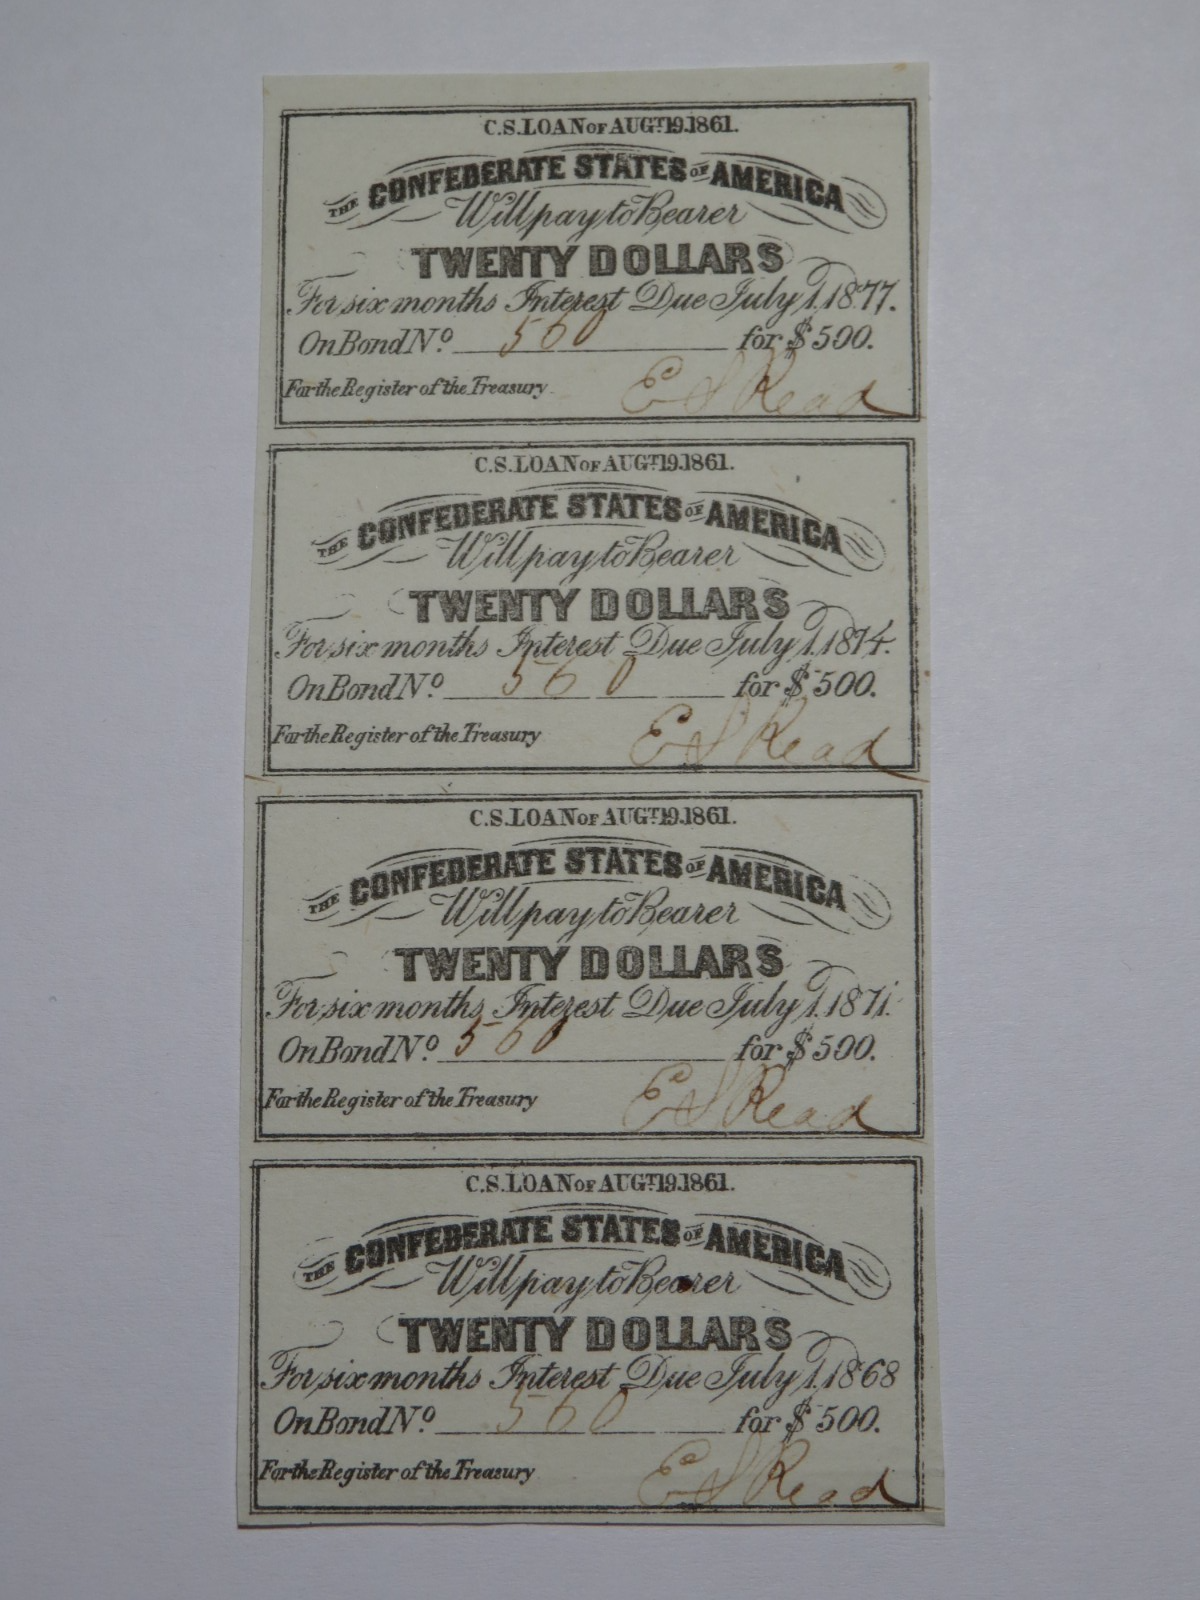 C.S. LOAN OF AUGT. 19. 1861.
THE CONFEDERATE STATES OF AMERICA
Will pay to Bearer
TWENTY DOLLARS
For six months Interest Due July 1. 1877.
On Bond No. 560 for $500.
For the Register of the Treasury. E S Read
C.S. LOAN OF AUGT. 19. 1861.
THE CONFEDERATE STATES OF AMERICA
Will pay to Bearer
TWENTY DOLLARS
For six months Interest Due July 1. 1874.
On Bond No. 560 for $500.
For the Register of the Treasury E S Read
C.S. LOAN OF AUGT. 19. 1861.
THE CONFEDERATE STATES OF AMERICA
Will pay to Bearer
TWENTY DOLLARS
For six months Interest Due July 1. 1871.
On Bond No. 560 for $500.
For the Register of the Treasury E S Read
C.S. LOAN OF AUGT. 19. 1861.
THE CONFEDERATE STATES OF AMERICA
Will pay to Bearer
TWENTY DOLLARS
For six months Interest Due July 1. 1868
On Bond No. 560 for $500.
For the Register of the Treasury E S Read